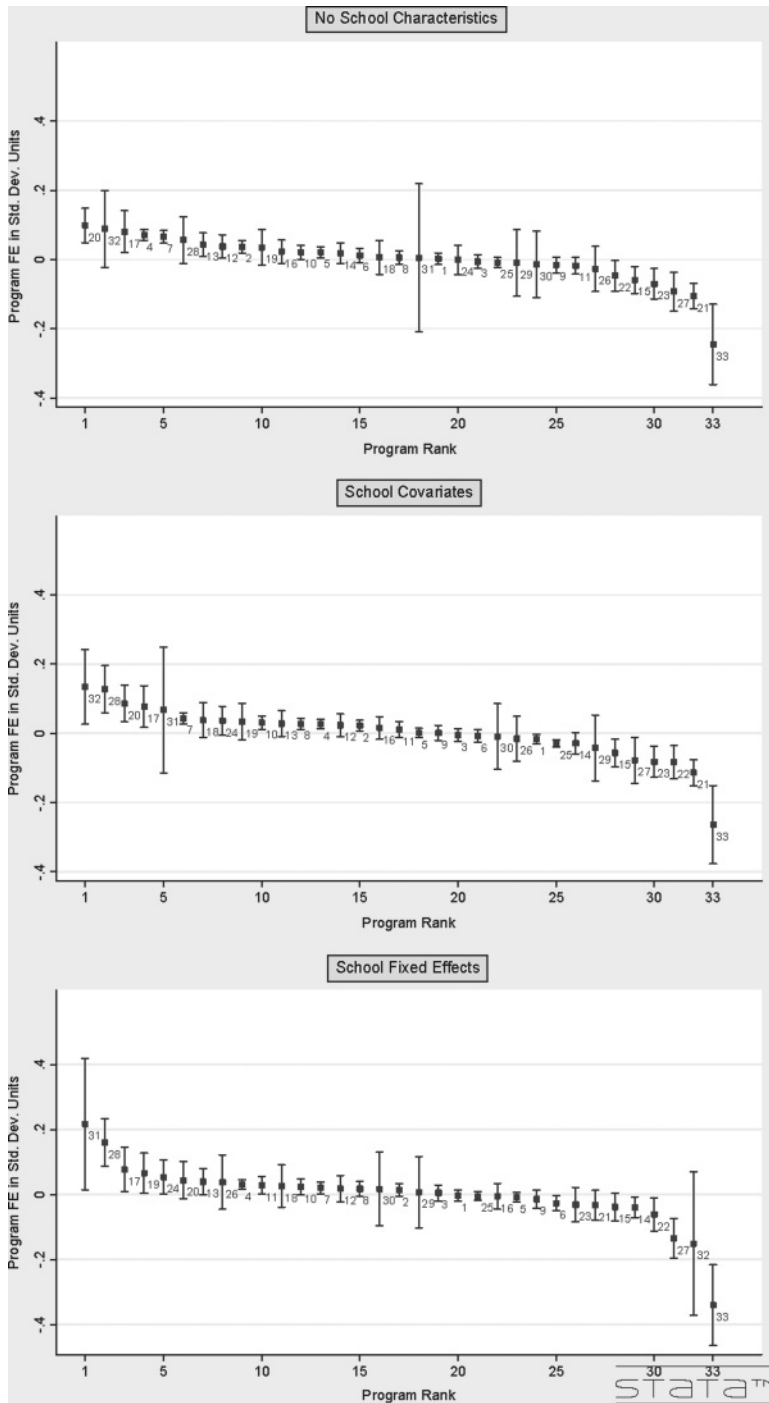 No School Characteristics
Program FE in Std. Dev. Units
.4
.2
0
-.2
-.4
20 32 17 4 7 28 13 12 2 19 16 10 5 14 6 18 8 31 1 24 3 25 29 30 9 11 26 22 15 23 27 21 33
1 5 10 15 20 25 30 33
Program Rank
School Covariates
Program FE in Std. Dev. Units
.4
.2
0
-.2
-.4
32 28 20 17 31 7 18 24 19 10 13 8 4 12 2 16 11 5 9 3 6 30 26 1 25 14 29 15 27 23 22 21 33
1 5 10 15 20 25 30 33
Program Rank
School Fixed Effects
Program FE in Std. Dev. Units
.4
.2
0
-.2
-.4
31 28 17 19 24 20 13 26 4 11 18 10 7 12 8 30 2 29 3 1 25 16 5 9 6 23 21 15 14 22 27 32 33
1 5 10 15 20 25 30 33
Program Rank
STATA™